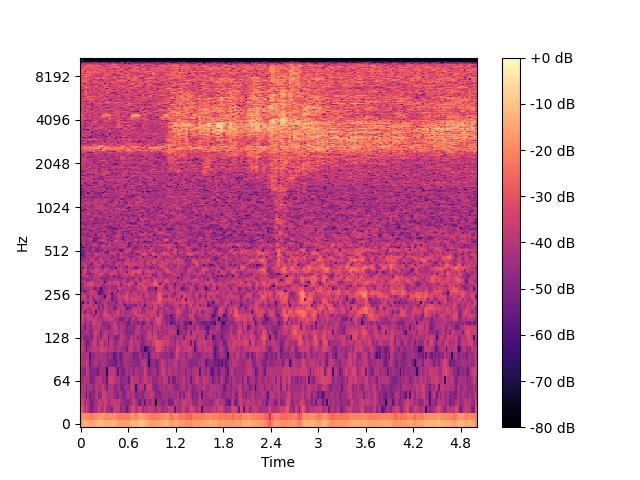 8192
4096
2048
1024
512
256
128
64
0
Hz
0 0.6 1.2 1.8 2.4 3 3.6 4.2 4.8
Time
+0 dB
-10 dB
-20 dB
-30 dB
-40 dB
-50 dB
-60 dB
-70 dB
-80 dB